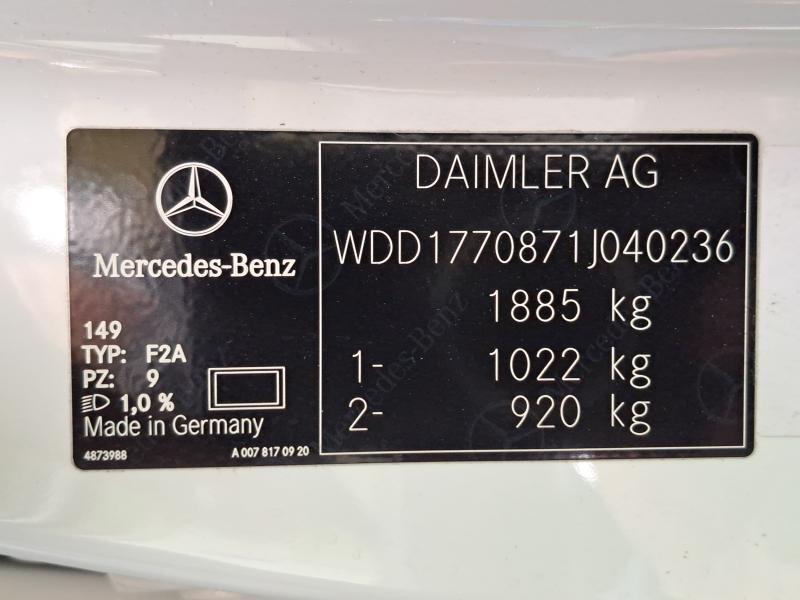 Mercedes-Benz
149
TYP: F2A
PZ: 9
1,0 %
Made in Germany
4873988 A 007 817 09 20
DAIMLER AG
WDD1770871J040236
1885 kg
1- 1022 kg
2- 920 kg